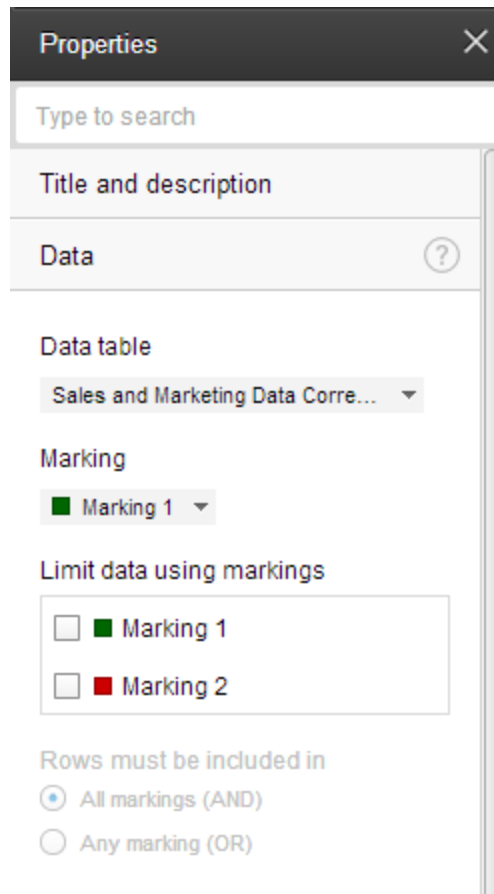 Properties
Type to search
Title and description
Data
?
Data table
Sales and Marketing Data Corre...
Marking
Marking 1
Limit data using markings
Marking 1
Marking 2
Rows must be included in
All markings (AND)
Any marking (OR)